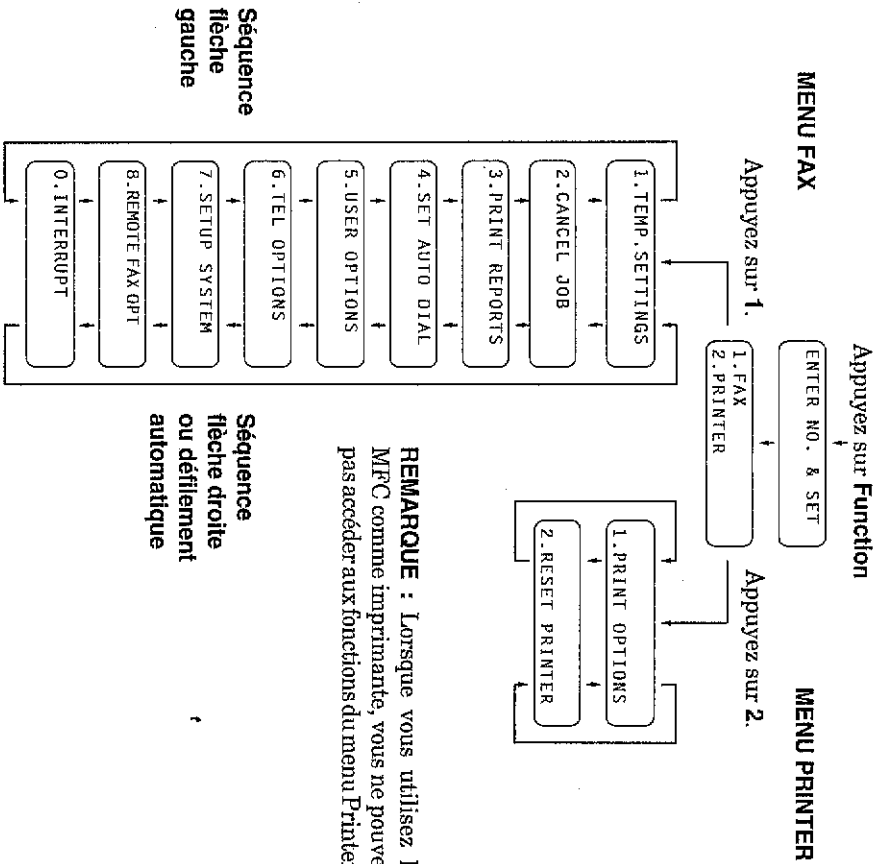 Appuyez sur Function
ENTER NO. & SET
MENU FAX
MENU PRINTER
Appuyez sur 1.
1.FAX
2.PRINTER
Appuyez sur 2.
1.TEMP.SETTINGS
2.CANCEL JOB
3.PRINT REPORTS
4.SET AUTO DIAL
5.USER OPTIONS
6.TEL OPTIONS
7.SETUP SYSTEM
8.REMOTE FAX OPT
0.INTERRUPT
1.PRINT OPTIONS
2.RESET PRINTER
Séquence
flèche
gauche
Séquence
flèche droite
ou défilement
automatique
REMARQUE : Lorsque vous utilisez
MFC comme imprimante, vous ne
pas accéder aux fonctions du menu